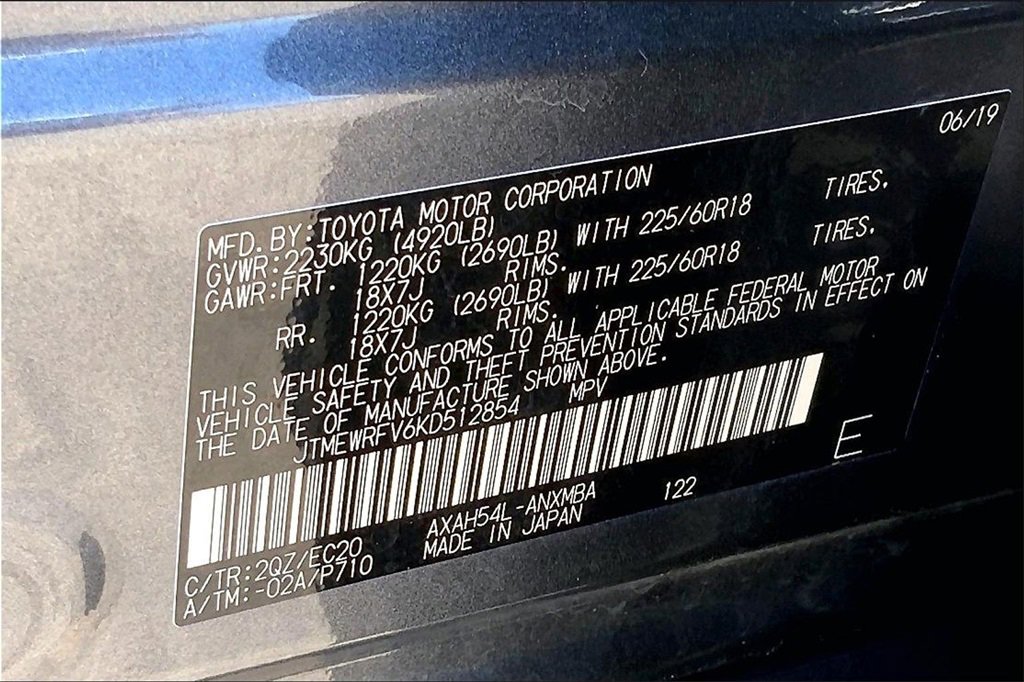 06/19
MFD.BY:TOYOTA MOTOR CORPORATION
GVWR:2230KG (4920LB)
GAWR:FRT. 1220KG (2690LB) WITH 225/60R18 TIRES.
18X7J RIMS.
RR. 1220KG (2690LB) WITH 225/60R18 TIRES.
18X7J RIMS.
THIS VEHICLE CONFORMS TO ALL APPLICABLE FEDERAL MOTOR
VEHICLE SAFETY AND THEFT PREVENTION STANDARDS IN EFFECT ON
THE DATE OF MANUFACTURE SHOWN ABOVE.
JTMEWRFV6KD512854 MPV
E
AXAH54L-ANXMBA 122
MADE IN JAPAN
C/TR:2QZ/EC20
A/TM:-02A/P710